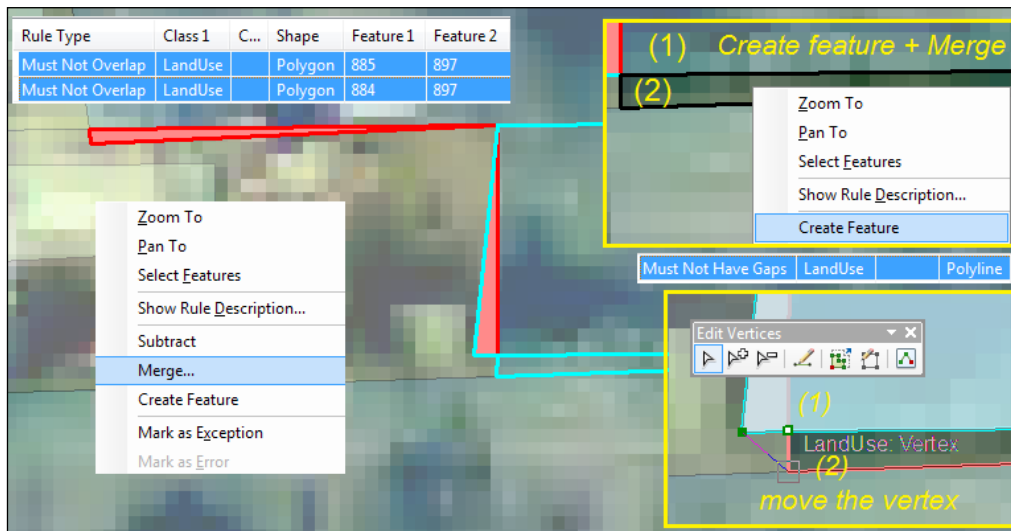 Rule Type Class 1 C... Shape Feature 1 Feature 2
Must Not Overlap LandUse Polygon 885 897
Must Not Overlap LandUse Polygon 884 897
Zoom To
Pan To
Select Features
Show Rule Description...
Subtract
Merge...
Create Feature
Mark as Exception
Mark as Error
(1) Create feature + Merge
(2)
Zoom To
Pan To
Select Features
Show Rule Description...
Create Feature
Must Not Have Gaps LandUse Polyline
Edit Vertices
(1)
LandUse: Vertex
(2)
move the vertex